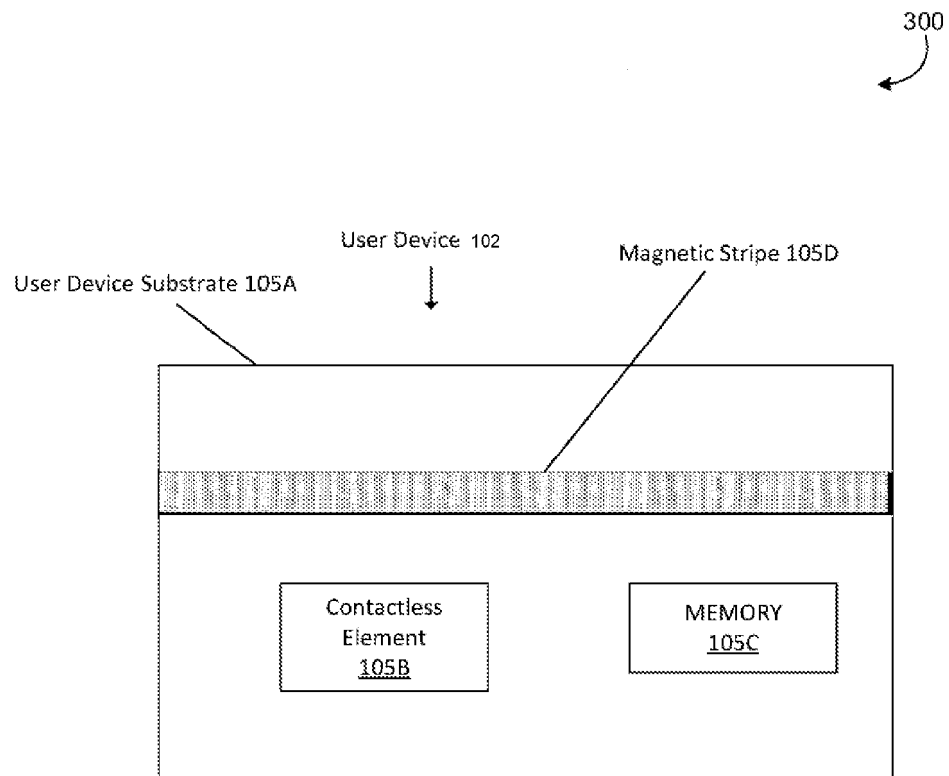 300
User Device 102
Magnetic Stripe 105D
User Device Substrate 105A
Contactless
Element
105B
MEMORY
105C